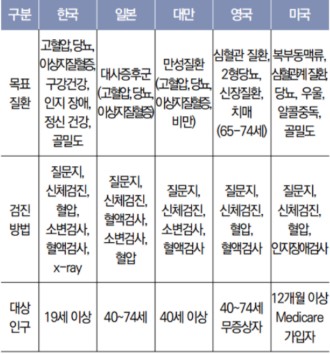 구분 한국 일본 대만 영국 미국
목표
질환
고혈압, 당뇨,
이상지질혈증,
구강건강,
인지 장애,
정신 건강,
골밀도
대사증후군
(고혈압, 당뇨,
이상지질혈증)
만성질환
(고혈압, 당뇨,
이상지질혈증,
비만)
심혈관 질환,
2형당뇨,
신장질환,
치매
(65~74세)
복부동맥류,
심혈관계 질환,
당뇨, 우울,
알콜중독,
골밀도
검진
방법
질문지,
신체검진,
혈압,
소변검사,
혈액검사,
x-ray
질문지,
신체검진,
혈액검사,
소변검사,
혈압
질문지,
신체검진,
소변검사,
혈액검사
질문지,
신체검진,
혈압,
혈액검사
질문지,
신체검진,
혈압,
인지장애검사
대상
인구
19세 이상
40~74세
40세 이상
40~74세
무증상자
12개월 이상
Medicare
가입자